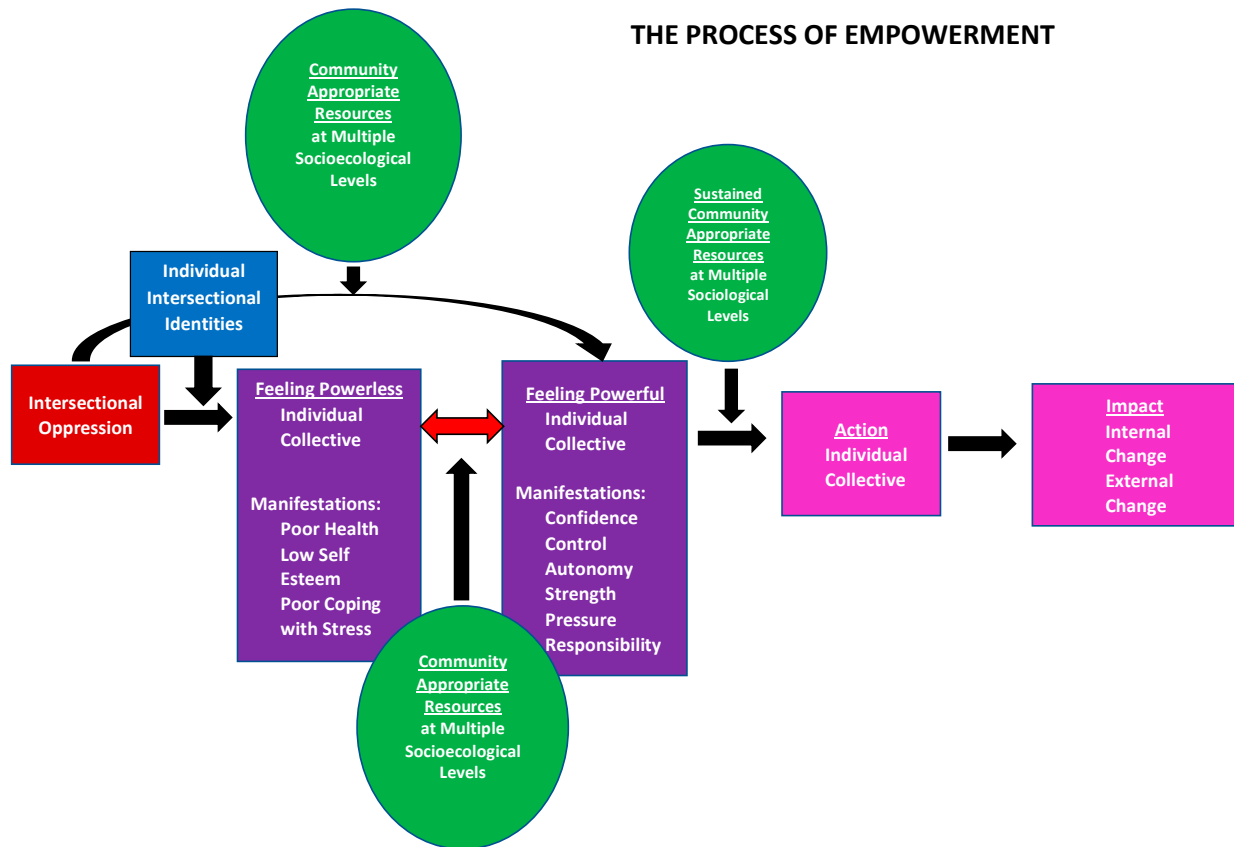 THE PROCESS OF EMPOWERMENT
Community
Appropriate
Resources
at Multiple
Socioecological
Levels
Sustained
Community
Appropriate
Resources
at Multiple
Sociological
Levels
Individual
Intersectional
Identities
Intersectional
Oppression
Feeling Powerless
Individual
Collective
Manifestations:
Poor Health
Low Self
Esteem
Poor Coping
with Stress
Feeling Powerful
Individual
Collective
Manifestations:
Confidence
Control
Autonomy
Strength
Pressure
Responsibility
Action
Individual
Collective
Impact
Internal
Change
External
Change
Community
Appropriate
Resources
at Multiple
Socioecological
Levels